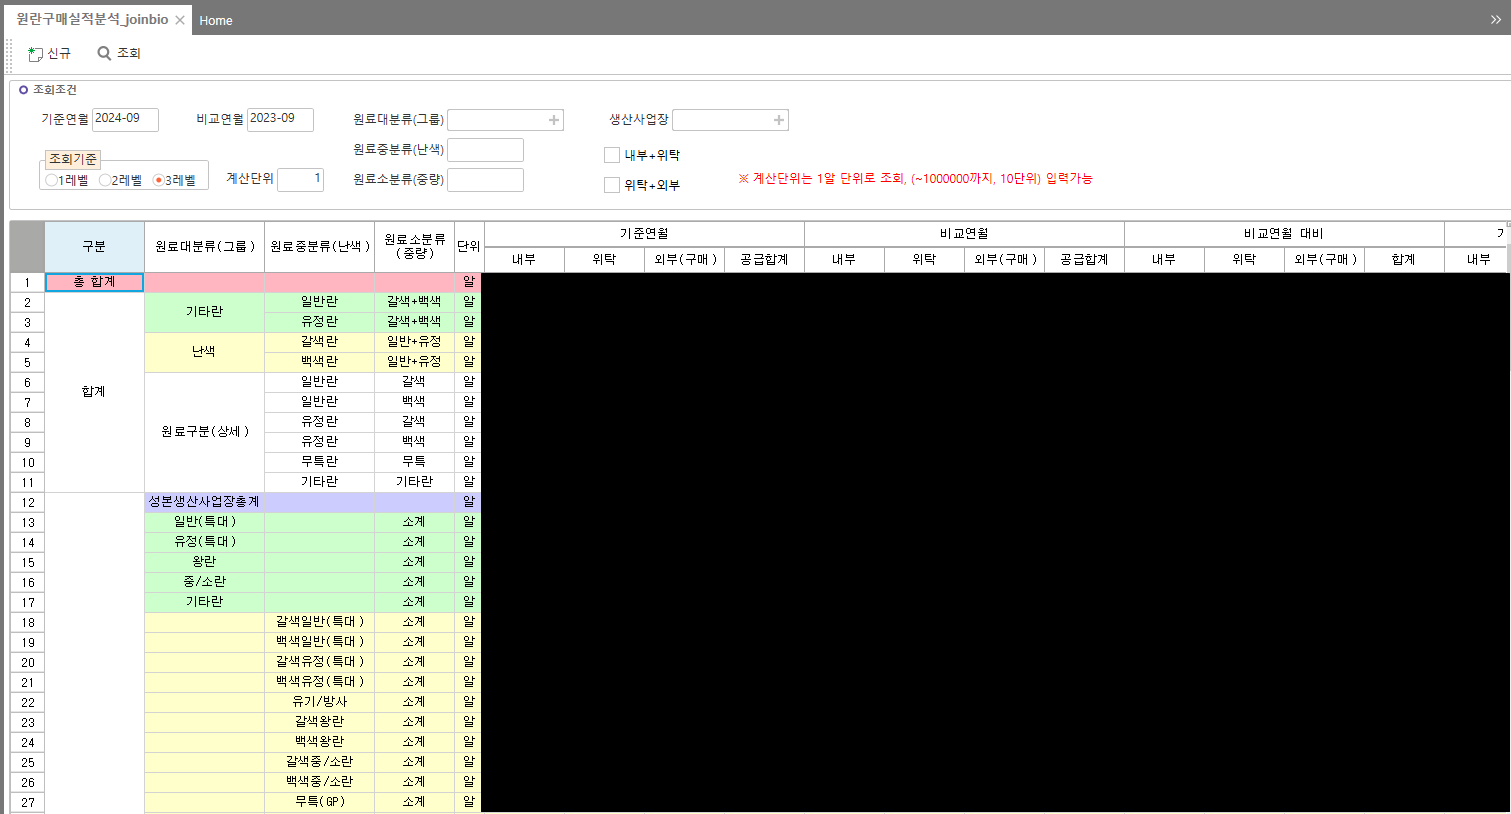 원란구매실적분석_joinbio Home
신규 조회
조회조건
기준연월 2024-09 비교연월 2023-09 원료대분류(그룹) 생산사업장
원료중분류(난색) 내부+위탁
조회기준
1레벨 2레벨 3레벨 계산단위 1 원료소분류(중량) 위탁+외부 ※ 계산단위는 1알 단위로 조회, (~1000000까지, 10단위) 입력가능
구분 원료대분류(그룹) 원료중분류(난색) 원료소분류(중량) 단위 기준연월 비교연월 비교연월 대비
내부 위탁 외부(구매) 공급합계 내부 위탁 외부(구매) 공급합계 내부 위탁 외부(구매) 합계 내부
1 총 합계 알
2 합계 기타란 일반란 갈색+백색 알
3 유정란 갈색+백색 알
4 난색 갈색란 일반+유정 알
5 백색란 일반+유정 알
6 원료구분(상세) 일반란 갈색 알
7 일반란 백색 알
8 유정란 갈색 알
9 유정란 백색 알
10 무특란 무특 알
11 기타란 기타란 알
12 성본생산사업장총계 알
13 일반(특대) 소계 알
14 유정(특대) 소계 알
15 왕란 소계 알
16 중/소란 소계 알
17 기타란 소계 알
18 갈색일반(특대) 소계 알
19 백색일반(특대) 소계 알
20 갈색유정(특대) 소계 알
21 백색유정(특대) 소계 알
22 유기/방사 소계 알
23 갈색왕란 소계 알
24 백색왕란 소계 알
25 갈색중/소란 소계 알
26 백색중/소란 소계 알
27 무특(GP) 소계 알